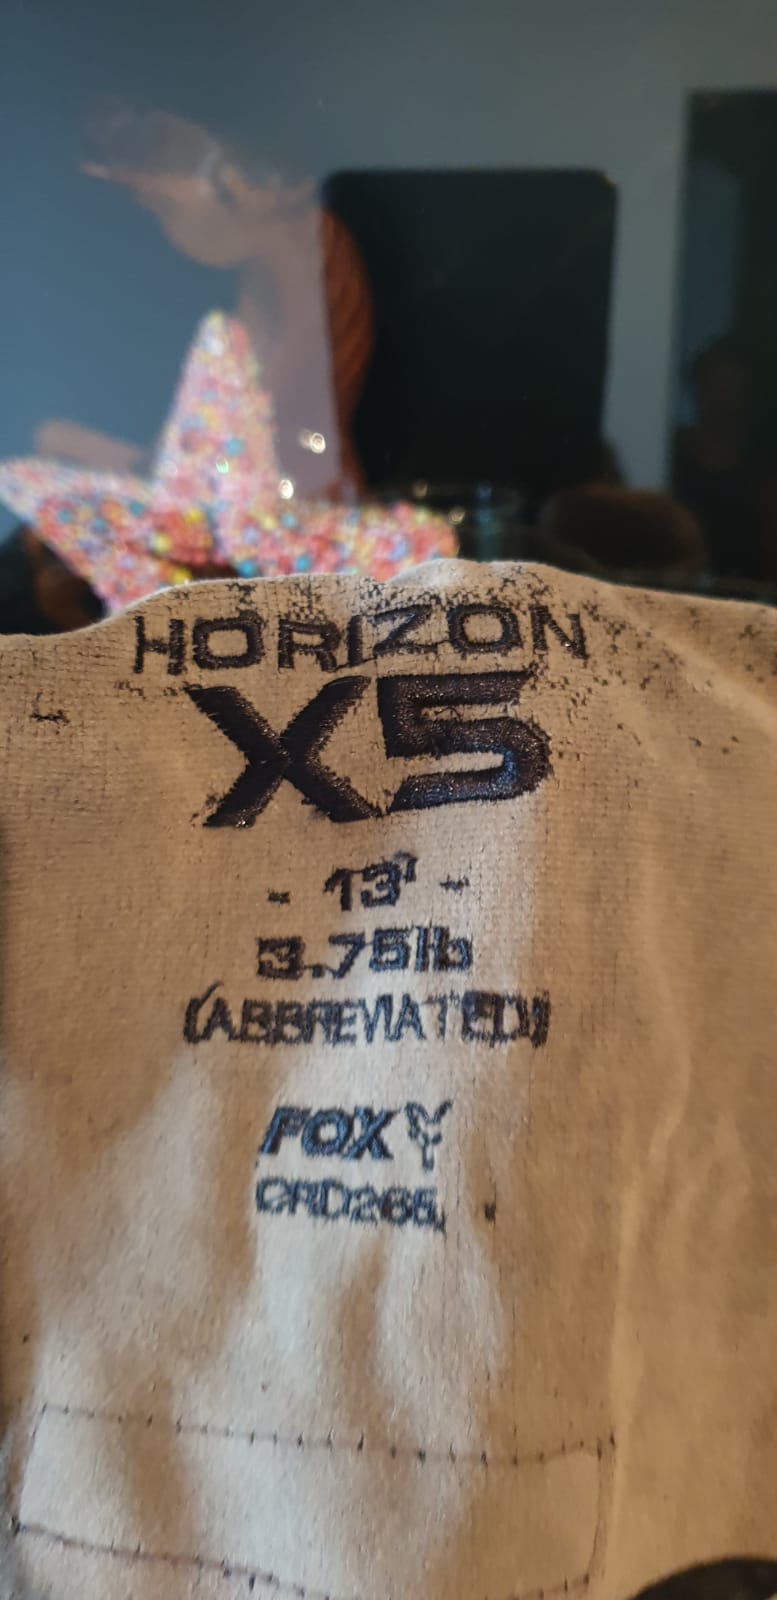 HORIZON
X5
- 13' -
3.75lb
(ABBREVIATED)
FOX
CRD265